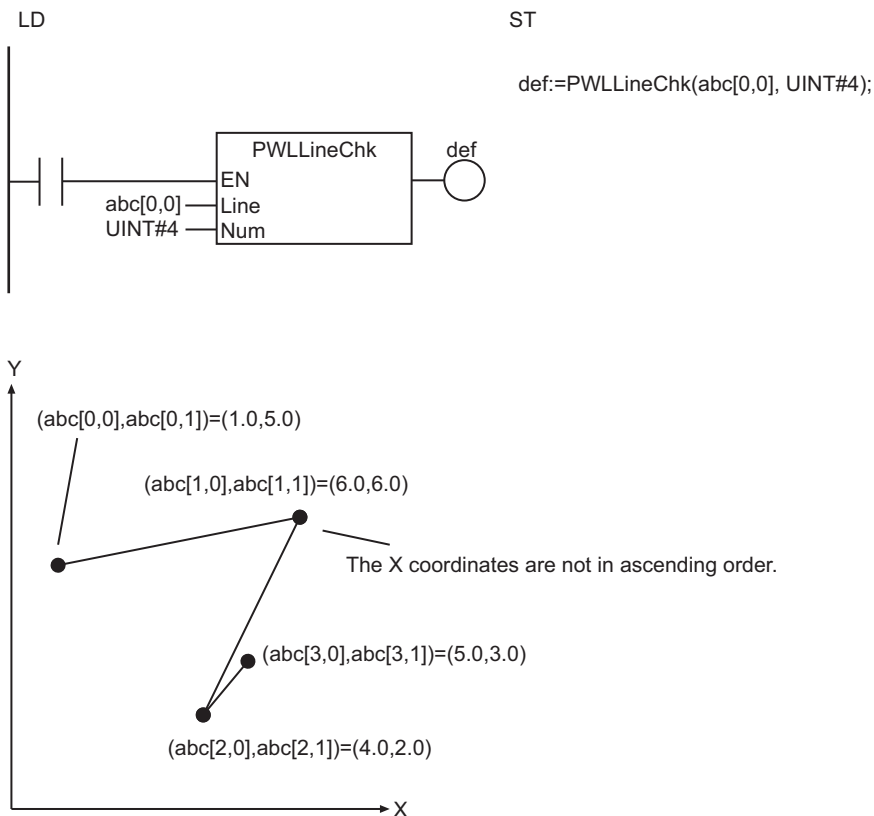 LD
ST
def:=PWLLineChk(abc[0,0], UINT#4);
PWLLineChk
def
EN
abc[0,0]
Line
UINT#4
Num
Y
(abc[0,0],abc[0,1])=(1.0,5.0)
(abc[1,0],abc[1,1])=(6.0,6.0)
The X coordinates are not in ascending order.
(abc[3,0],abc[3,1])=(5.0,3.0)
(abc[2,0],abc[2,1])=(4.0,2.0)
X